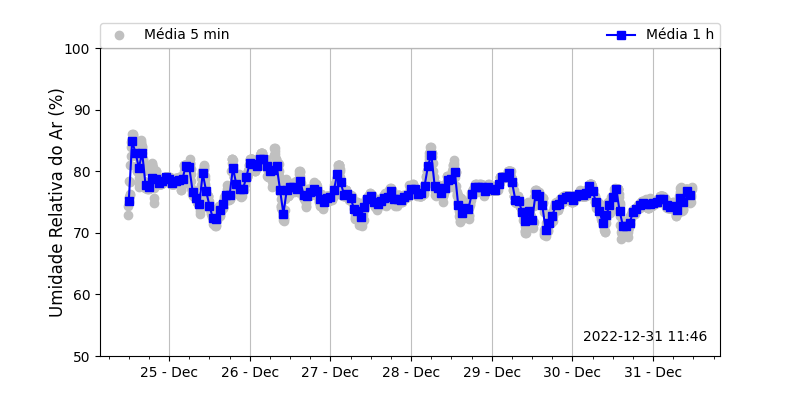 Média 5 min
Média 1 h
Umidade Relativa do Ar (%)
100
90
80
70
60
50
2022-12-31 11:46
25 - Dec
26 - Dec
27 - Dec
28 - Dec
29 - Dec
30 - Dec
31 - Dec